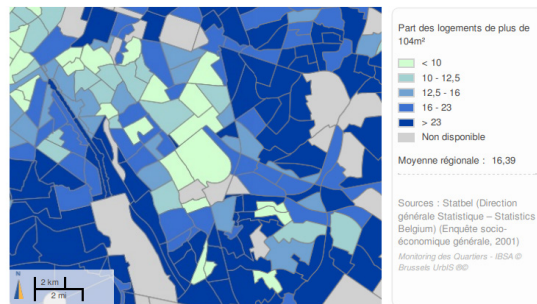 Part des logements de plus de
104m²
< 10
10 - 12,5
12,5 - 16
16 - 23
> 23
Non disponible
Moyenne régionale : 16,39
Sources : Statbel (Direction
générale Statistique – Statistics
Belgium) (Enquête socio-
économique générale, 2001)
Monitoring des Quartiers - IBSA ©
Brussels UrbIS ®©
N
2 km
2 mi